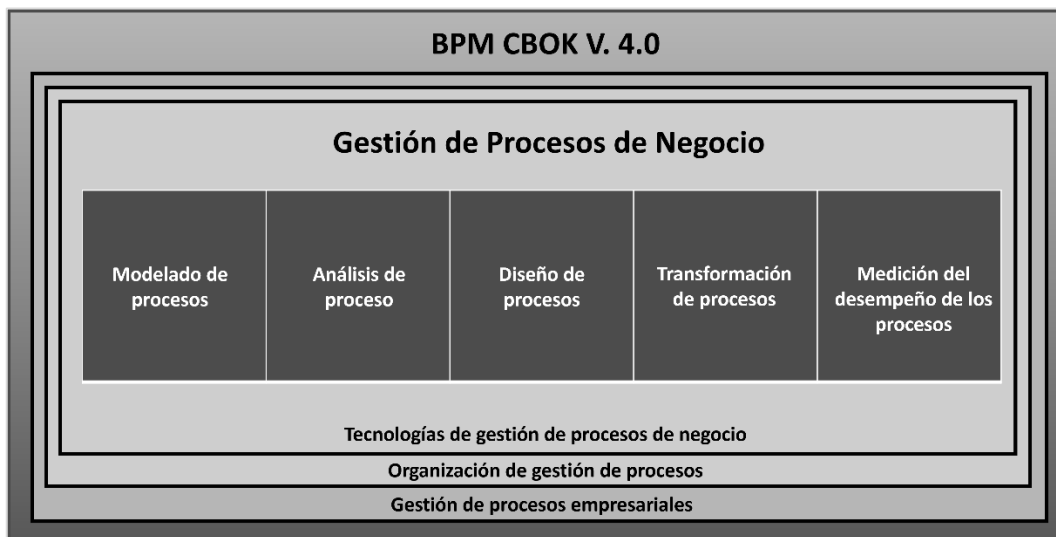 BPM CBOK V. 4.0
Gestión de Procesos de Negocio
Modelado de
procesos
Análisis de
proceso
Diseño de
procesos
Transformación
de procesos
Medición del
desempeño de los
procesos
Tecnologías de gestión de procesos de negocio
Organización de gestión de procesos
Gestión de procesos empresariales